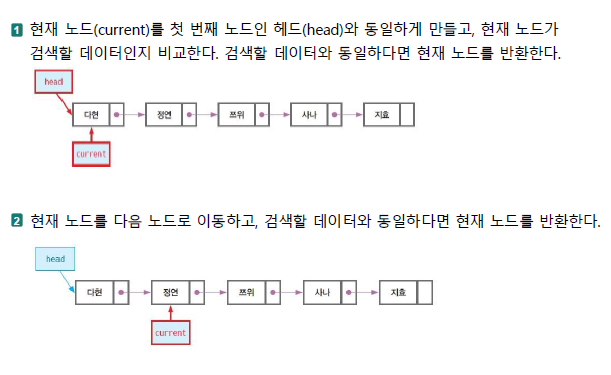 1 현재 노드(current)를 첫 번째 노드인 헤드(head)와 동일하게 만들고, 현재 노드가
검색할 데이터인지 비교한다. 검색할 데이터와 동일하다면 현재 노드를 반환한다.
head
다현 정연 쯔위 사나 지효
current
2 현재 노드를 다음 노드로 이동하고, 검색할 데이터와 동일하다면 현재 노드를 반환한다.
head
다현 정연 쯔위 사나 지효
current